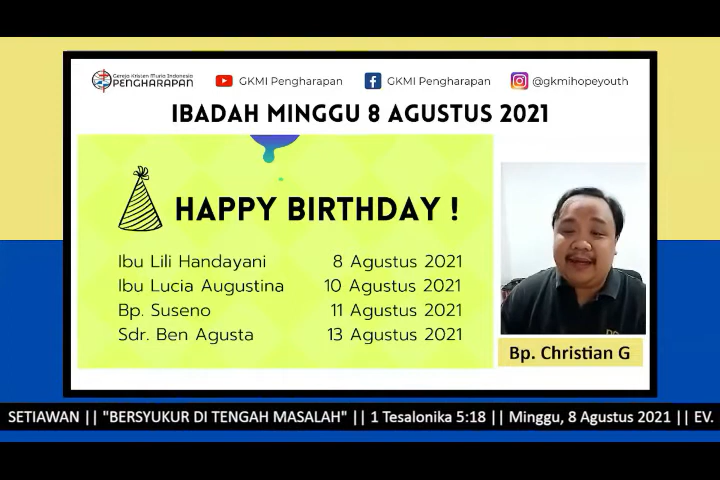 Gereja Kristen Muria Indonesia
PENGHARAPAN
GKMI Pengharapan
GKMI Pengharapan
@gkmihopeyouth
IBADAH MINGGU 8 AGUSTUS 2021
HAPPY BIRTHDAY !
Ibu Lili Handayani 8 Agustus 2021
Ibu Lucia Augustina 10 Agustus 2021
Bp. Suseno 11 Agustus 2021
Sdr. Ben Agusta 13 Agustus 2021
Bp. Christian G
SETIAWAN || "BERSYUKUR DI TENGAH MASALAH" || 1 Tesalonika 5:18 || Minggu, 8 Agustus 2021 || EV.